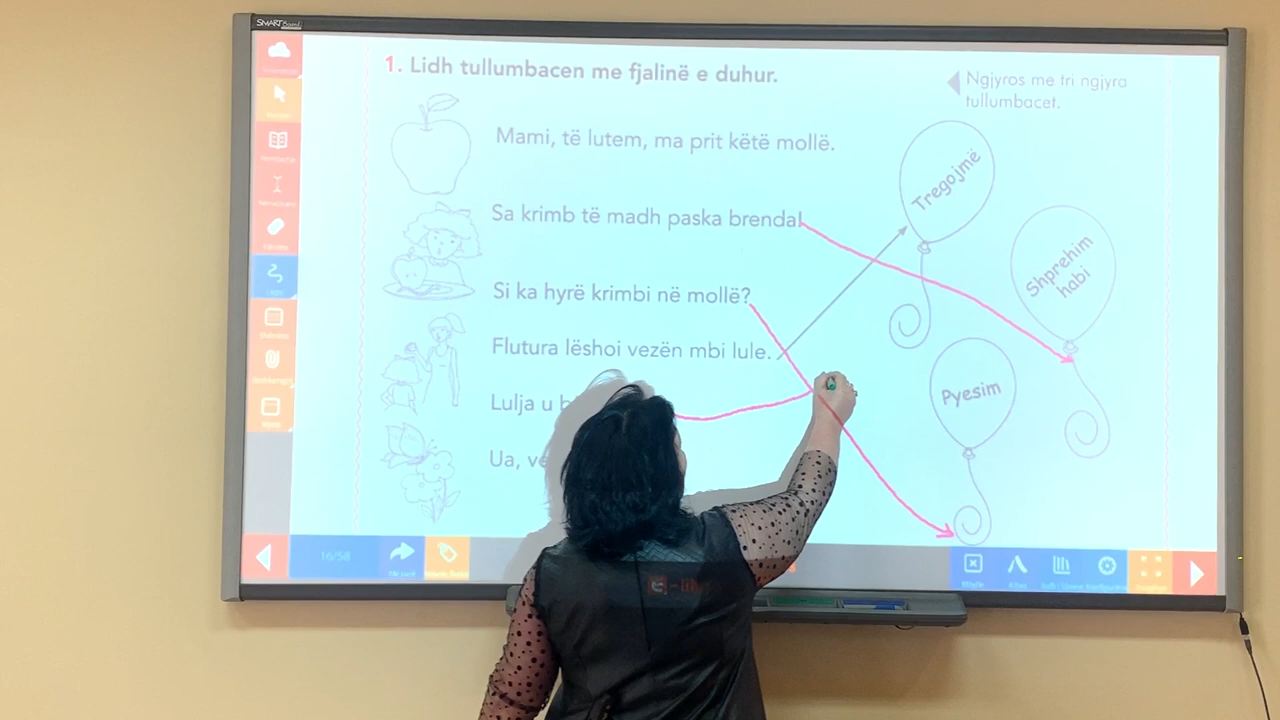 SMART Board
1. Lidh tullumbacen me fjalinë e duhur.
Ngjyros me tri ngjyra
tullumbacet.
Mami, të lutem, ma prit këtë mollë.
Tregojmë
Sa krimb të madh paska brenda!
Shprehim
habi
Si ka hyrë krimbi në mollë?
Flutura lëshoi vezën mbi lule.
Pyesim
Lulja u
Ua,
16/58